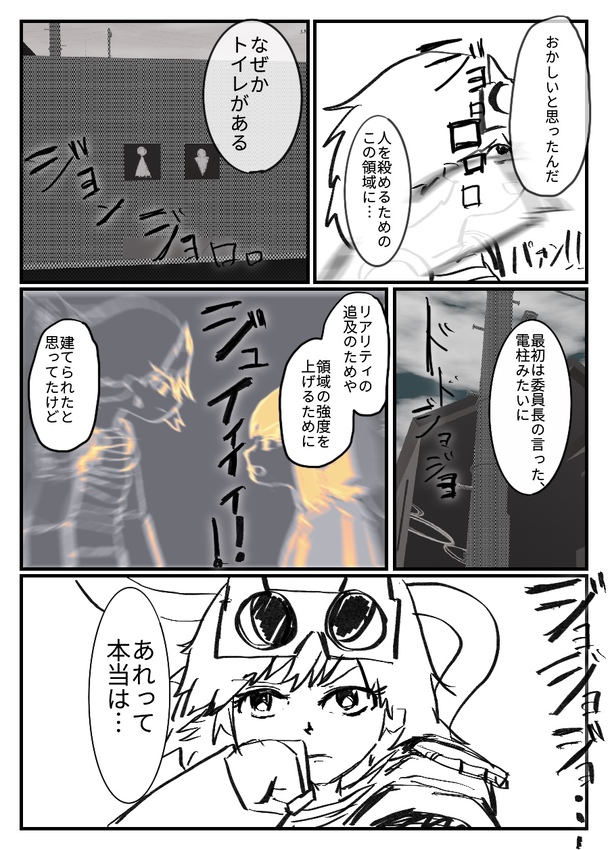 おかしいと思ったんだ
ジョロロロロ
人を殺めるための
この領域に…
バァン!!
なぜか
トイレがある
ジョン
ジョロロロ
最初は委員長の言った、
電柱みたいに
ドドジョジョ
リアリティの
追及のためや
領域の強度を
上げるために
ジュイイイイ!!
建てられたと
思ってたけど
ジョジョジョ…!
あれって
本当は…